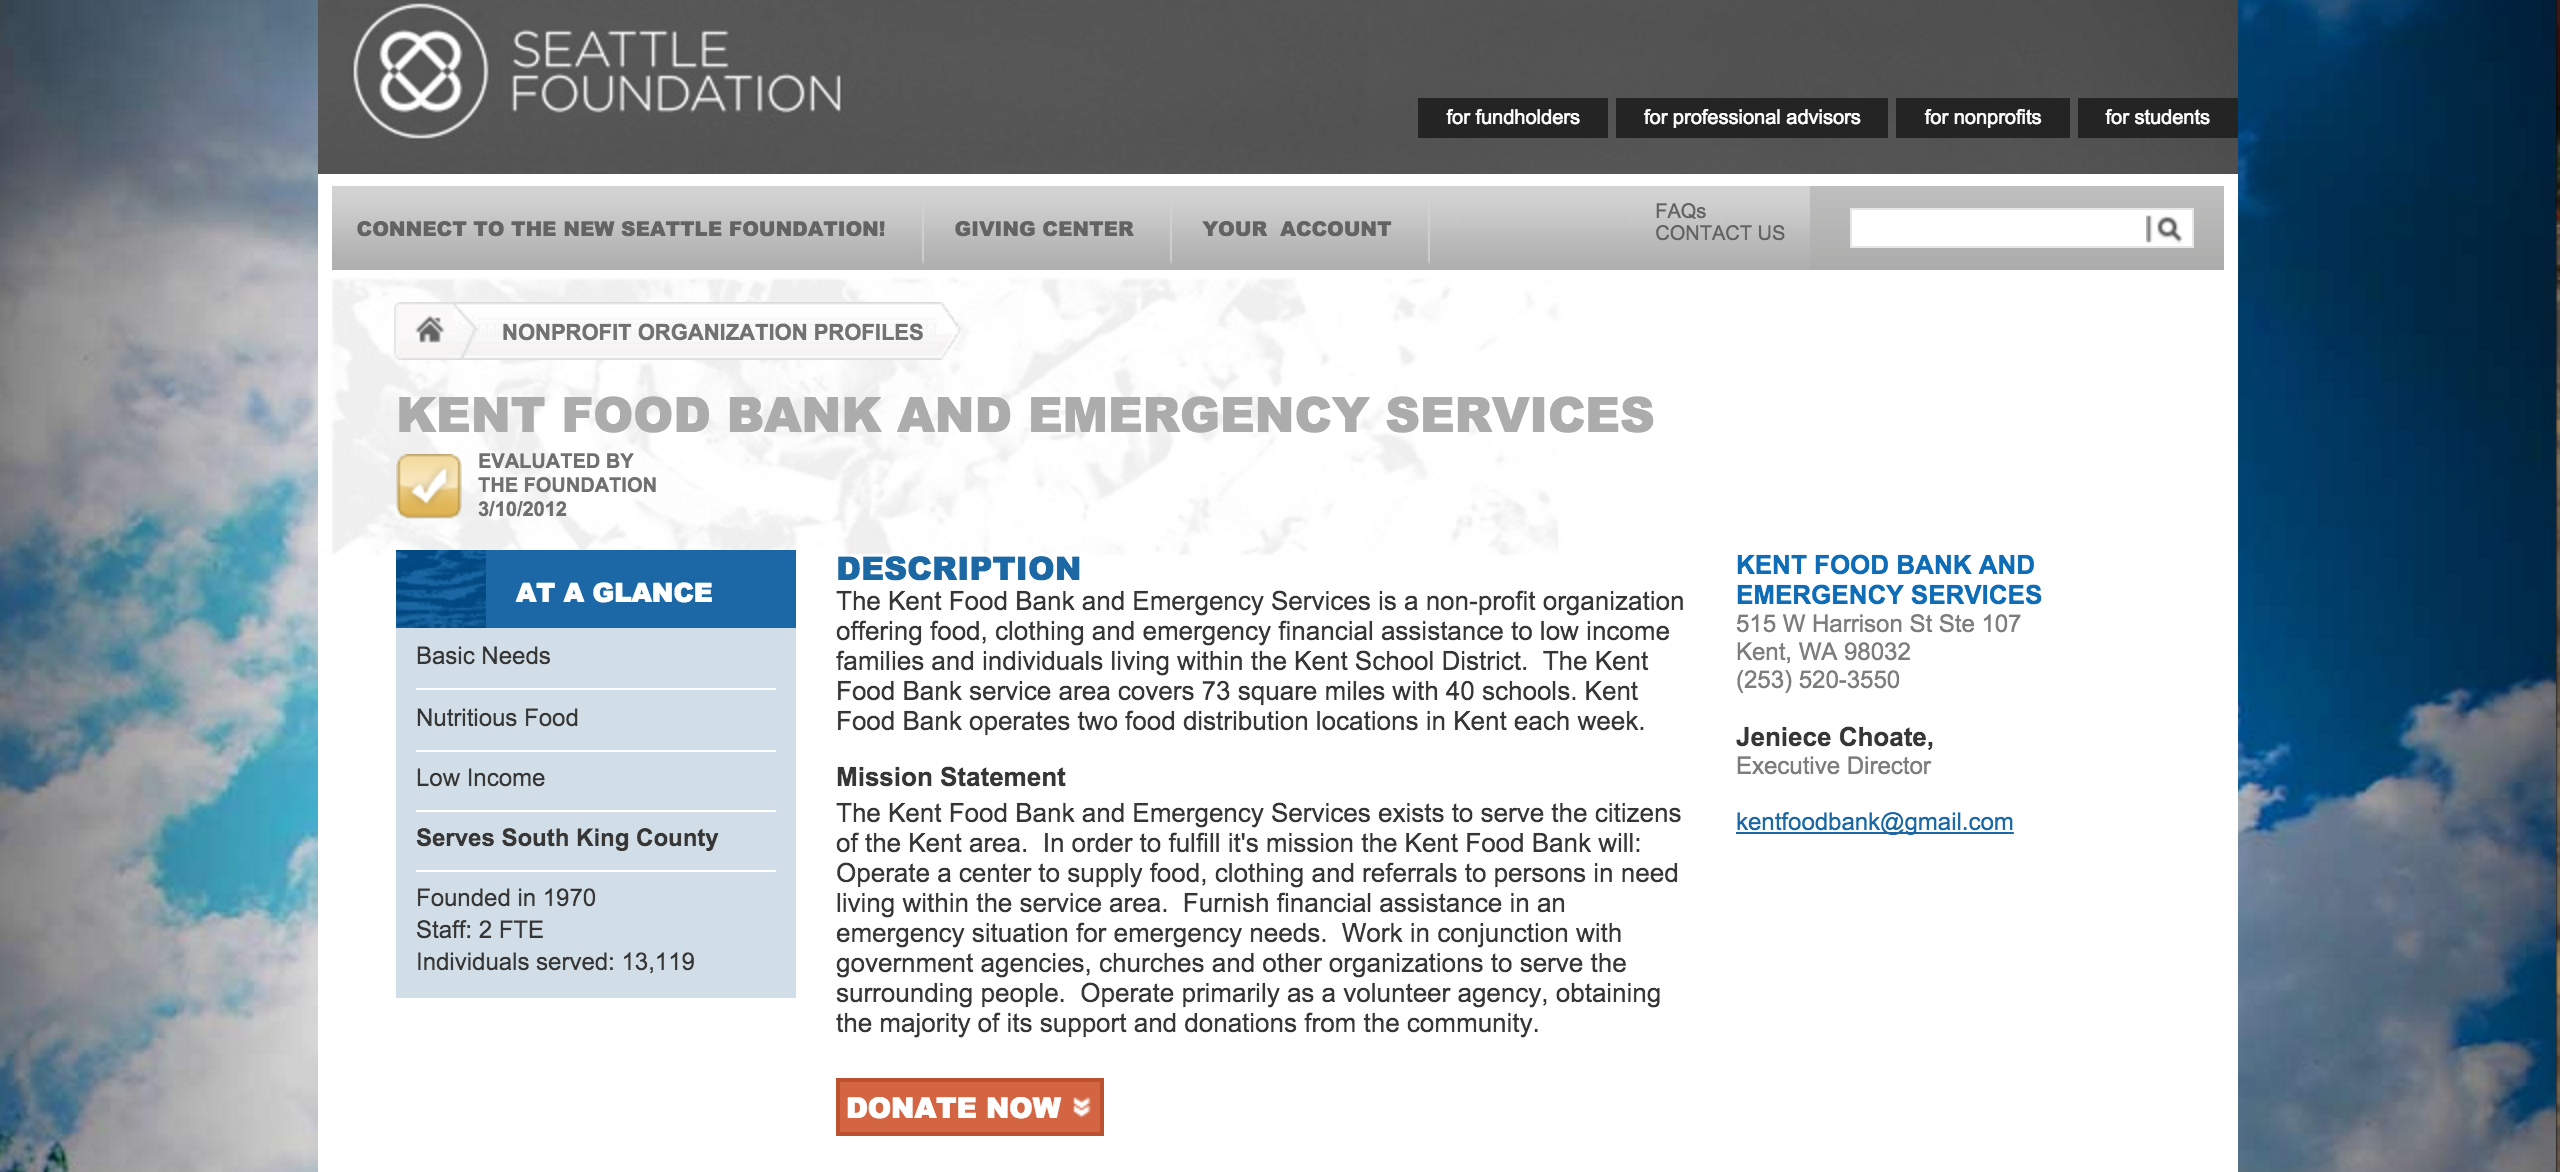 SEATTLE
FOUNDATION
for fundholders
for professional advisors
for nonprofits
for students
CONNECT TO THE NEW SEATTLE FOUNDATION!
GIVING CENTER
YOUR ACCOUNT
FAQs
CONTACT US
NONPROFIT ORGANIZATION PROFILES
KENT FOOD BANK AND EMERGENCY SERVICES
EVALUATED BY
THE FOUNDATION
3/10/2012
AT A GLANCE
Basic Needs
Nutritious Food
Low Income
Serves South King County
Founded in 1970
Staff: 2 FTE
Individuals served: 13,119
DESCRIPTION
The Kent Food Bank and Emergency Services is a non-profit organization
offering food, clothing and emergency financial assistance to low income
families and individuals living within the Kent School District.  The Kent
Food Bank service area covers 73 square miles with 40 schools. Kent
Food Bank operates two food distribution locations in Kent each week.
Mission Statement
The Kent Food Bank and Emergency Services exists to serve the citizens
of the Kent area.  In order to fulfill it's mission the Kent Food Bank will:
Operate a center to supply food, clothing and referrals to persons in need
living within the service area.  Furnish financial assistance in an
emergency situation for emergency needs.  Work in conjunction with
government agencies, churches and other organizations to serve the
surrounding people.  Operate primarily as a volunteer agency, obtaining
the majority of its support and donations from the community.
DONATE NOW
KENT FOOD BANK AND
EMERGENCY SERVICES
515 W Harrison St Ste 107
Kent, WA 98032
(253) 520-3550
Jeniece Choate,
Executive Director
kentfoodbank@gmail.com